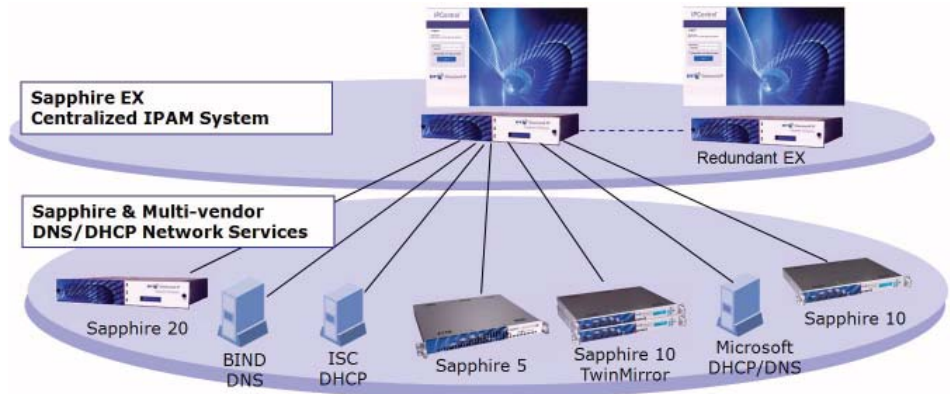 IPControl
IPControl
Sapphire EX
Centralized IPAM System
Redundant EX
Sapphire & Multi-vendor
DNS/DHCP Network Services
Sapphire 20
BIND
DNS
ISC
DHCP
Sapphire 5
Sapphire 10
TwinMirror
Microsoft
DHCP/DNS
Sapphire 10